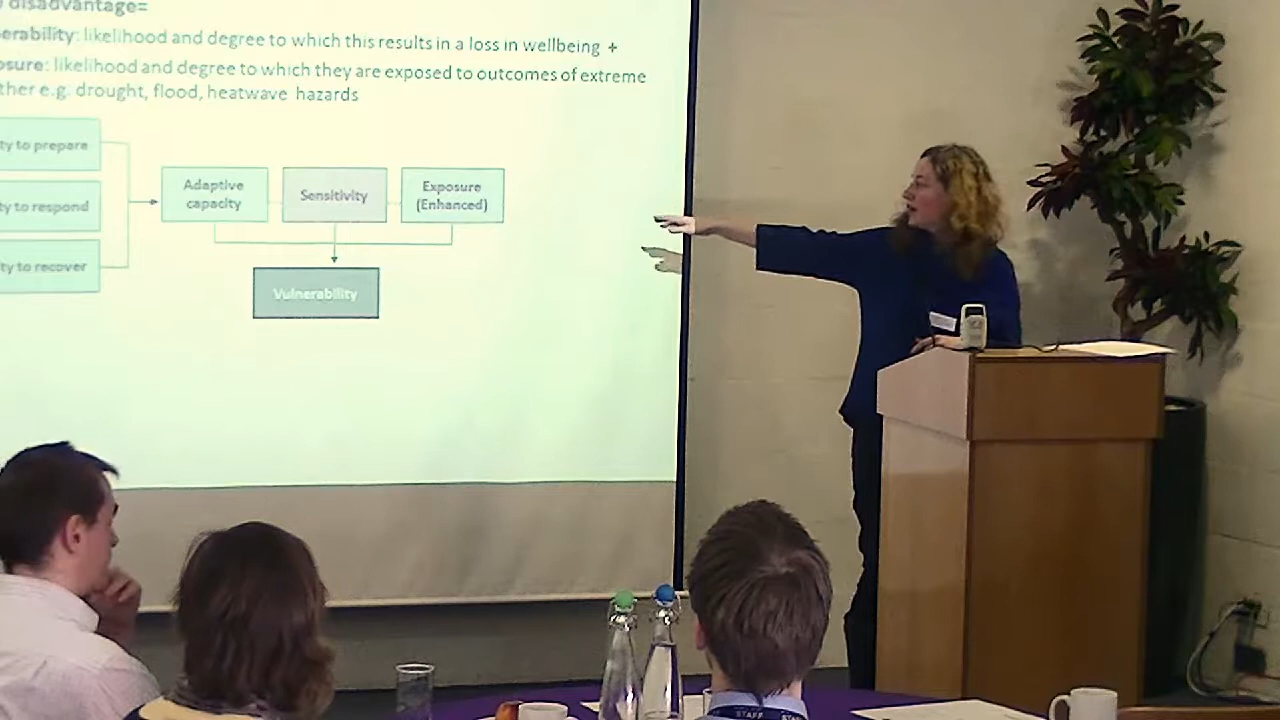 disadvantage=
erability: likelihood and degree to which this results in a loss in wellbeing +
osure: likelihood and degree to which they are exposed to outcomes of extreme
ther e.g. drought, flood, heatwave hazards
ty to prepare
ty to respond
ty to recover
Adaptive
capacity
Sensitivity
Exposure
(Enhanced)
Vulnerability
STAFF